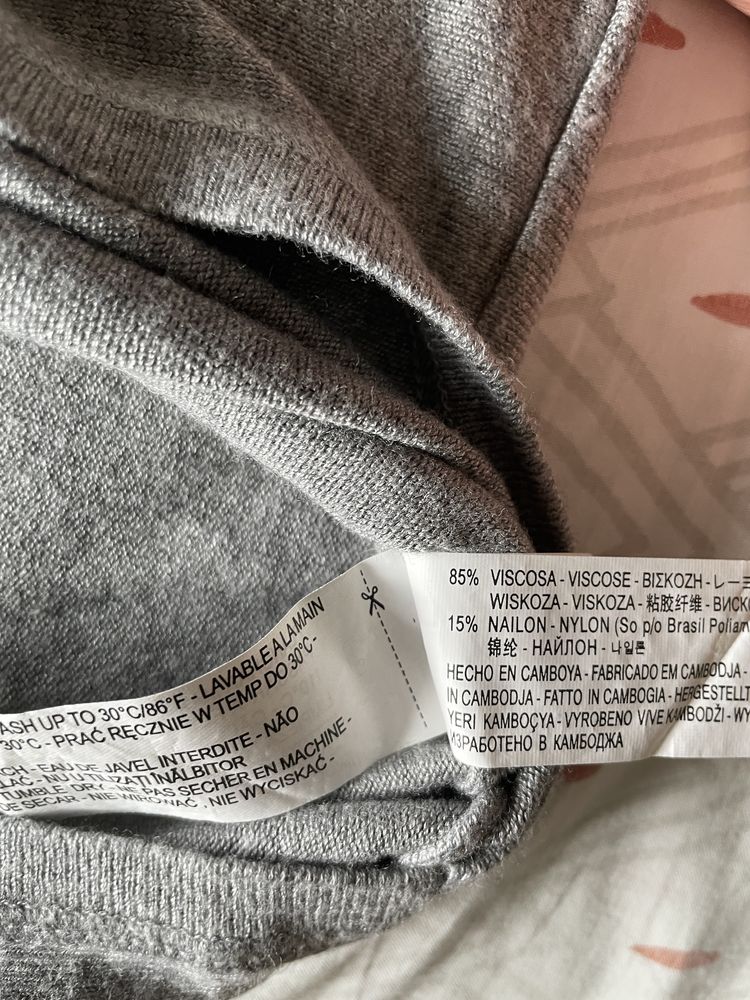 ASH UP TO 30°C/86°F - LAVABLE A LA MAIN
30°C - PRAĆ RĘCZNIE W TEMP DO 30°C -
EAU DE JAVEL INTERDITE - NÃO
NU UTILIZAȚI ÎNĂLBITOR
TUMBLE DRY - NE PAS SECHER EN MACHINE -
DE SECAR - NIE WYCISKAĆ -
85% VISCOSA - VISCOSE - ΒΙΣΚΟΖΗ - レー
WISKOZA - VISKOZA - 粘胶纤维 - ВИСК
15% NAILON - NYLON (So p/o Brasil Poliam
锦纶 - НАЙЛОН - 나일론
HECHO EN CAMBOYA - FABRICADO EM CAMBODJA -
IN CAMBODJA - FATTO IN CAMBOGIA - HERGESTELLT
YERI KAMBOÇYA - VYROBENO V/VE KAMBODŽI - WY
ИЗРАБОТЕНО В КАМБОДЖА